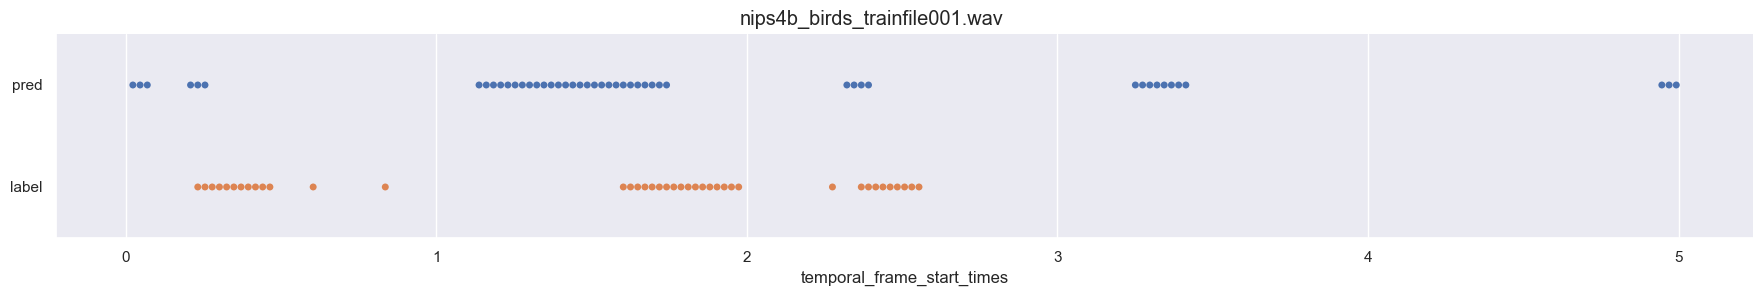 nips4b_birds_trainfile001.wav
pred
label
0 1 2 3 4 5
temporal_frame_start_times